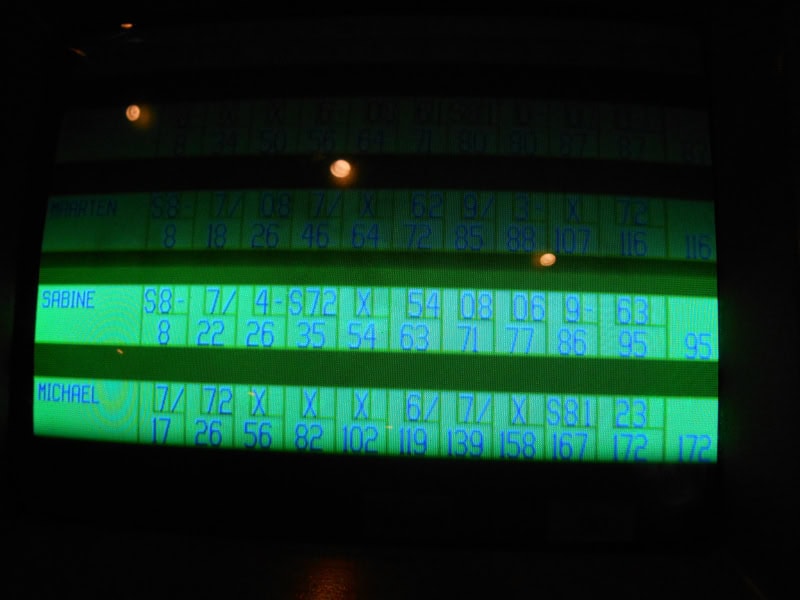 MAARTEN S8- 7/ 08 7/ X 62 9/ 3- X 72
8 18 26 46 64 72 85 88 107 116 116
SABINE S8- 7/ 4- S72 X 54 08 06 9- 63
8 22 26 35 54 63 71 77 86 95 95
MICHAEL 7/ 72 X X X 6/ 7/ X S81 23
17 26 56 82 102 119 139 158 167 172 172